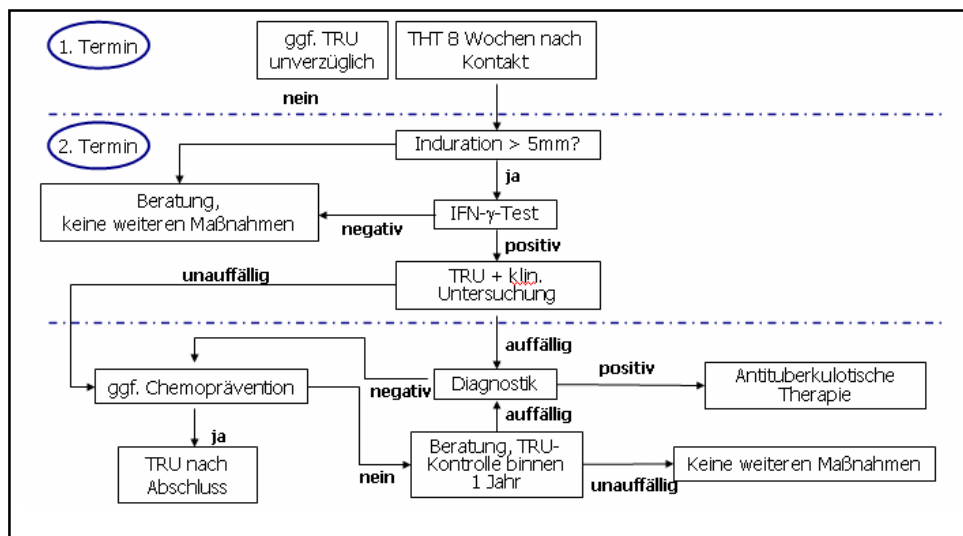 1. Termin
ggf. TRU
unverzüglich
THT 8 Wochen nach
Kontakt
nein
2. Termin
Induration > 5mm?
ja
Beratung,
keine weiteren Maßnahmen
negativ
IFN-γ-Test
positiv
unauffällig
TRU + klin.
Untersuchung
auffällig
ggf. Chemoprävention
negativ
Diagnostik
positiv
Antituberkulotische
Therapie
auffällig
ja
TRU nach
Abschluss
nein
Beratung, TRU-
Kontrolle binnen
1 Jahr
unauffällig
Keine weiteren Maßnahmen